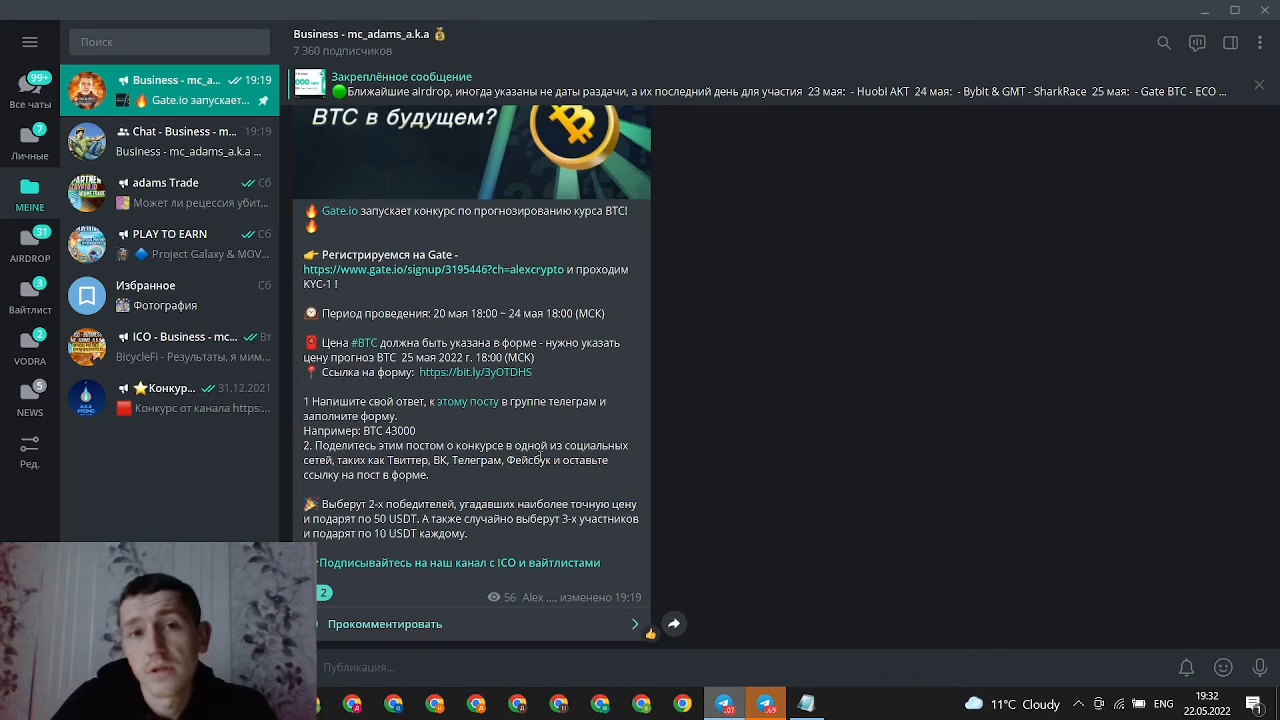 Поиск
Business - mc_adams_a.k.a
7 360 подписчиков
Закреплённое сообщение
Ближайшие airdrop, иногда указаны не даты раздачи, а их последний день для участия 23 мая: - Huobi АКТ 24 мая: - Bybit & GMT - SharkRace: 25 мая: - Gate BTC - ECO ...
99+
Все чаты
7
Личные
MEINE
31
AIRDROP
3
Вайтлист
2
VODRA
5
NEWS
Ред.
Business - mc_a... 19:19
Gate.io запускает...
Chat - Business - m... 19:19
Business - mc_adams_a.k.a ...
adams Trade Сб
Может ли рецессия убит...
PLAY TO EARN Сб
Project Galaxy & MOV...
Избранное Сб
Фотография
ICO - Business - mc... Вт
BicycleFi - Результаты, я мим...
Конкур... 31.12.2021
Конкурс от канала https:...
BTC в будущем?
Gate.io запускает конкурс по прогнозированию курса BTC!
Регистрируемся на Gate -
https://www.gate.io/signup/3195446?ch=alexcrypto и проходим
KYC-1 !
Период проведения: 20 мая 18:00 ~ 24 мая 18:00 (МСК)
Цена #BTC должна быть указана в форме - нужно указать
цену прогноз BTC 25 мая 2022 г. 18:00 (МСК)
Ссылка на форму: https://bit.ly/3yOTDHS
1 Напишите свой ответ, к этому посту в группе телеграм и
заполните форму.
Например: BTC 43000
2. Поделитесь этим постом о конкурсе в одной из социальных
сетей, таких как Твиттер, ВК, Телеграм, Фейсбук и оставьте
ссылку на пост в форме.
Выберут 2-х победителей, угадавших наиболее точную цену
и подарят по 50 USDT. А также случайно выберут 3-х участников
и подарят по 10 USDT каждому.
Подписывайтесь на наш канал с ICO и вайтлистами
2
56 Alex ..., изменено 19:19
Прокомментировать
Публикация...
11°C Cloudy
19:32
22.05.2022